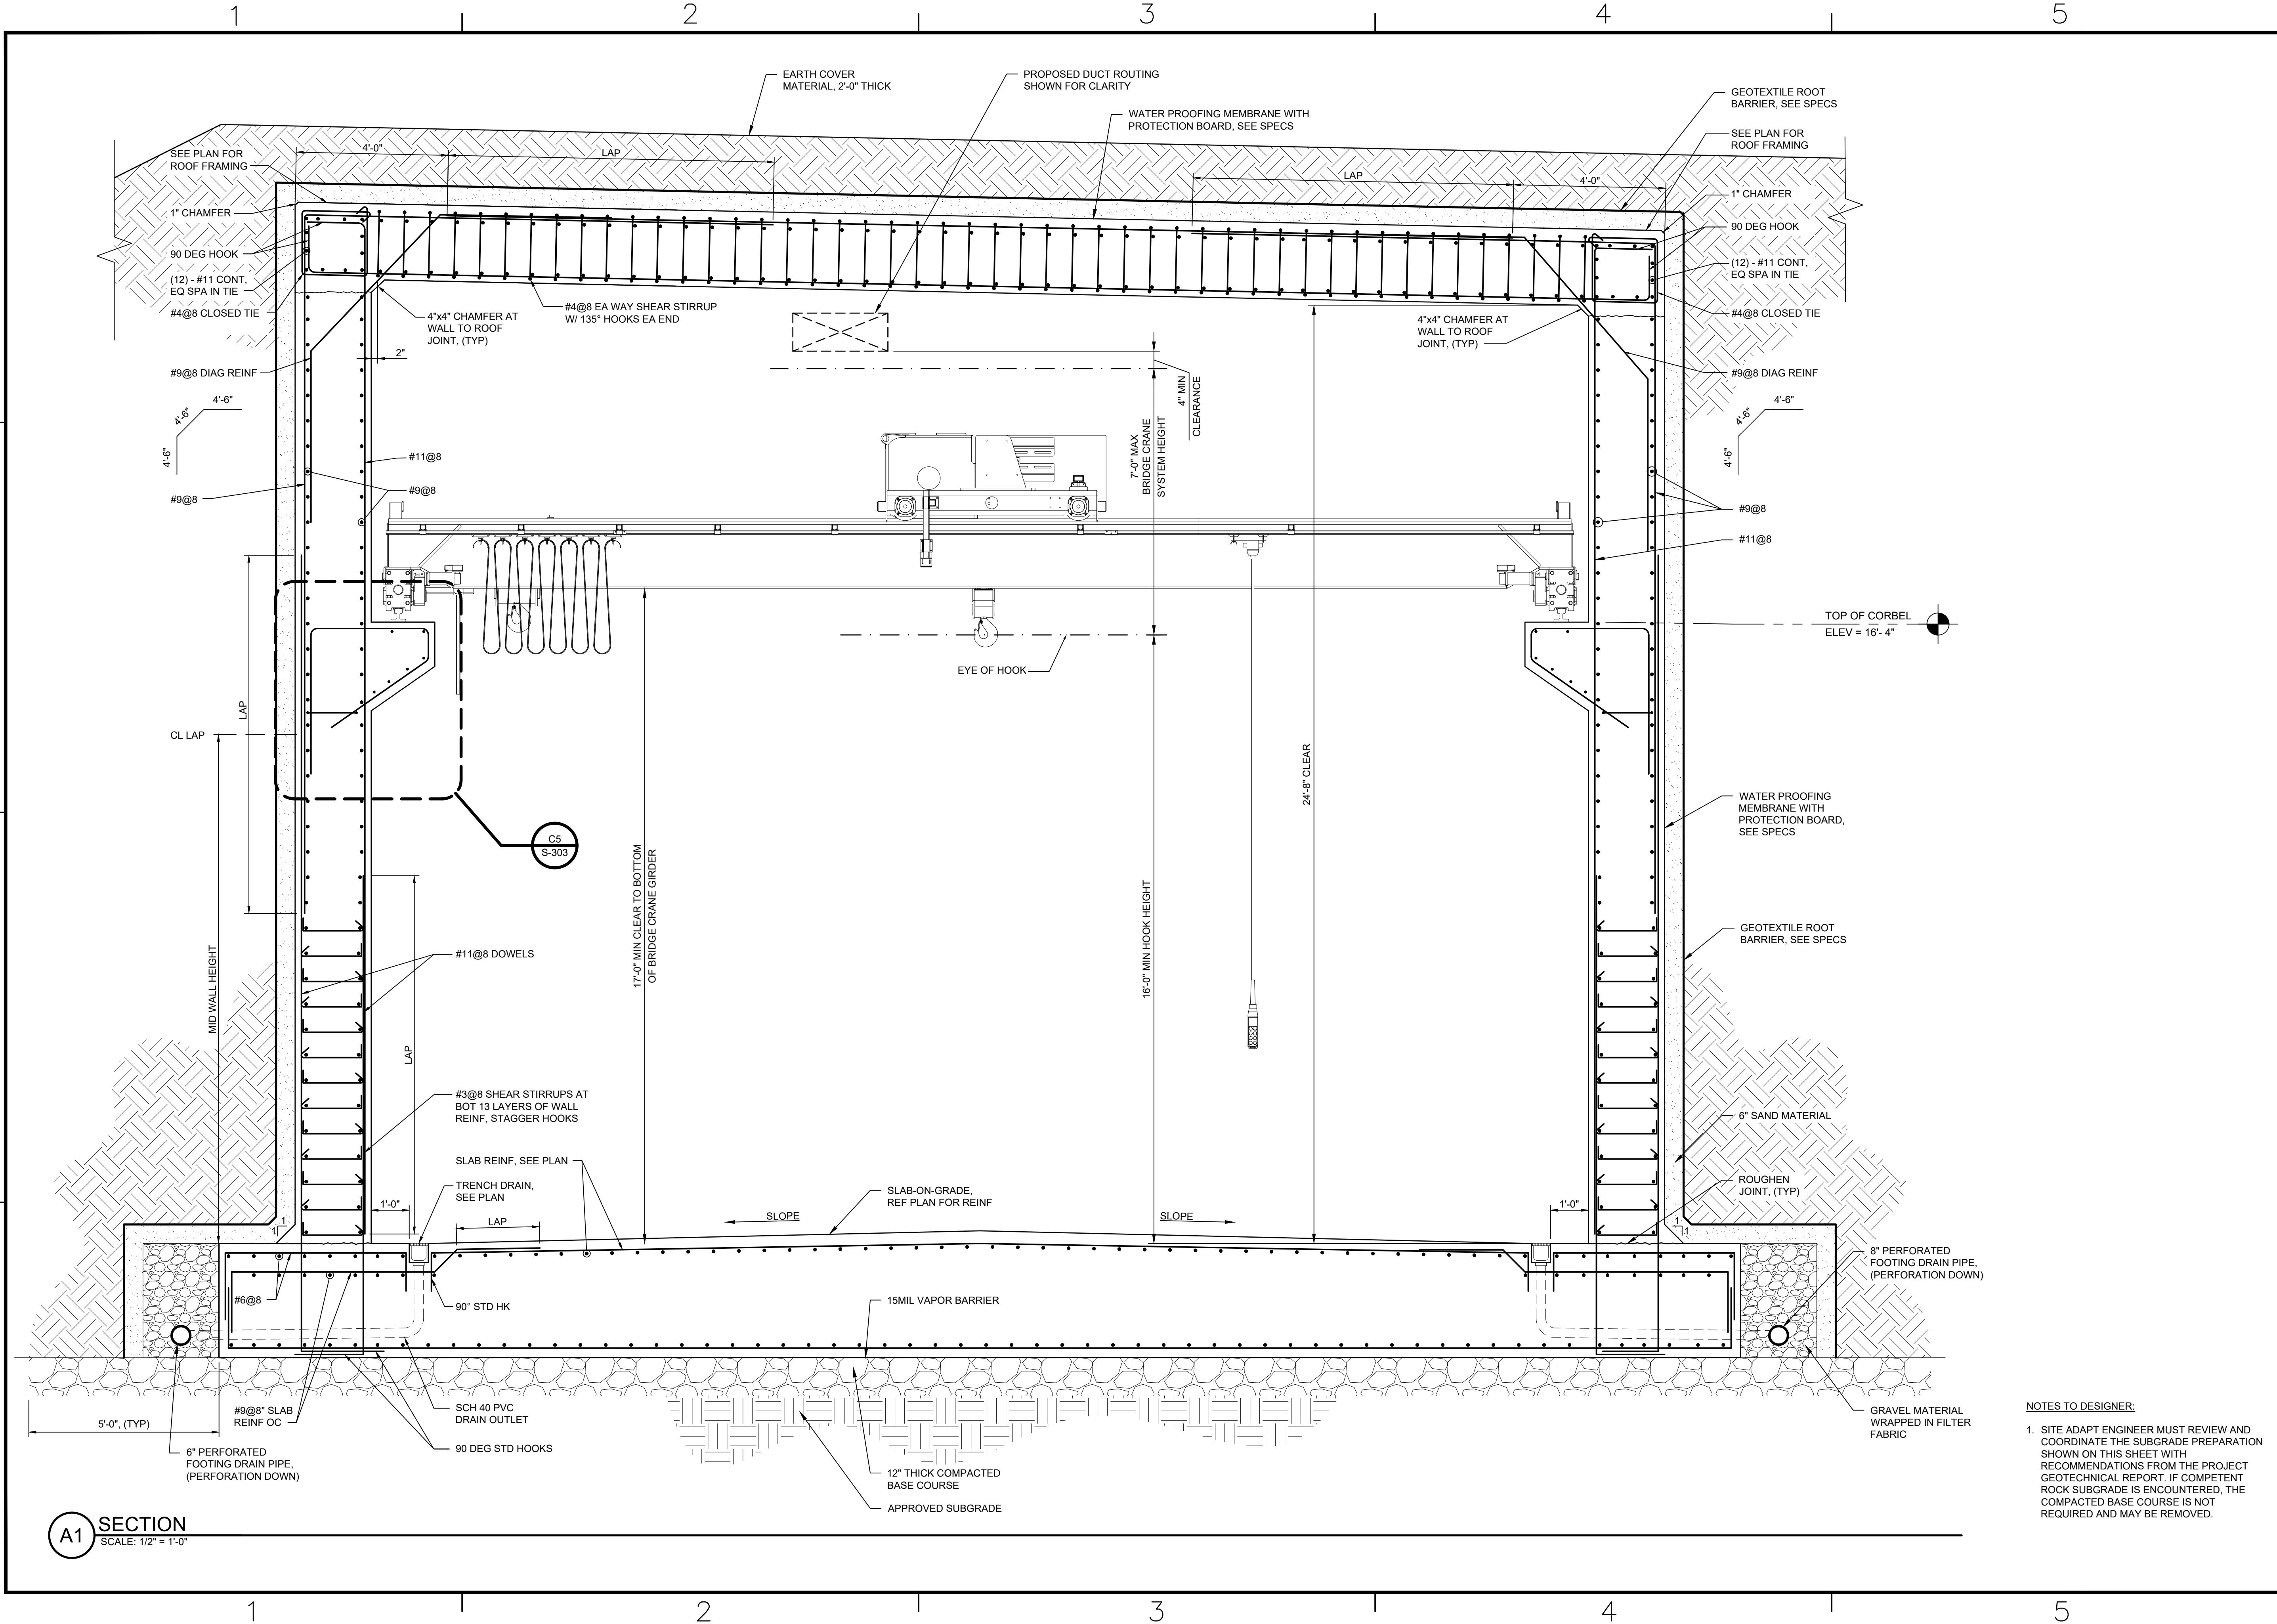 1
2
3
4
5
EARTH COVER
MATERIAL, 2'-0" THICK
PROPOSED DUCT ROUTING
SHOWN FOR CLARITY
WATER PROOFING MEMBRANE WITH
PROTECTION BOARD, SEE SPECS
GEOTEXTILE ROOT
BARRIER, SEE SPECS
SEE PLAN FOR
ROOF FRAMING
SEE PLAN FOR
ROOF FRAMING
4'-0"
LAP
LAP
4'-0"
1" CHAMFER
90 DEG HOOK
(12) - #11 CONT,
EQ SPA IN TIE
#4@8 CLOSED TIE
1" CHAMFER
90 DEG HOOK
(12) - #11 CONT,
EQ SPA IN TIE
#4@8 CLOSED TIE
4"x4" CHAMFER AT
WALL TO ROOF
JOINT, (TYP)
2"
#4@8 EA WAY SHEAR STIRRUP
W/ 135° HOOKS EA END
4"x4" CHAMFER AT
WALL TO ROOF
JOINT, (TYP)
#9@8 DIAG REINF
4'-6"
4'-6"
4'-6"
#9@8 DIAG REINF
4'-6"
4'-6"
4'-6"
4" MIN
CLEARANCE
7'-0" MAX
BRIDGE CRANE
SYSTEM HEIGHT
#11@8
#9@8
#9@8
#9@8
#11@8
TOP OF CORBEL
ELEV = 16'- 4"
EYE OF HOOK
LAP
CL LAP
24'-8" CLEAR
WATER PROOFING
MEMBRANE WITH
PROTECTION BOARD,
SEE SPECS
C5
S-303
17'-0" MIN CLEAR TO BOTTOM
OF BRIDGE CRANE GIRDER
16'-0" MIN HOOK HEIGHT
GEOTEXTILE ROOT
BARRIER, SEE SPECS
MID WALL HEIGHT
#11@8 DOWELS
LAP
#3@8 SHEAR STIRRUPS AT
BOT 13 LAYERS OF WALL
REINF, STAGGER HOOKS
6" SAND MATERIAL
SLAB REINF, SEE PLAN
TRENCH DRAIN,
SEE PLAN
SLAB-ON-GRADE,
REF PLAN FOR REINF
ROUGHEN
JOINT, (TYP)
1'-0"
LAP
SLOPE
SLOPE
1'-0"
1
1
1
1
8" PERFORATED
FOOTING DRAIN PIPE,
(PERFORATION DOWN)
#6@8
90° STD HK
15MIL VAPOR BARRIER
5'-0", (TYP)
#9@8" SLAB
REINF OC
SCH 40 PVC
DRAIN OUTLET
90 DEG STD HOOKS
6" PERFORATED
FOOTING DRAIN PIPE,
(PERFORATION DOWN)
12" THICK COMPACTED
BASE COURSE
APPROVED SUBGRADE
GRAVEL MATERIAL
WRAPPED IN FILTER
FABRIC
NOTES TO DESIGNER:
1. SITE ADAPT ENGINEER MUST REVIEW AND
COORDINATE THE SUBGRADE PREPARATION
SHOWN ON THIS SHEET WITH
RECOMMENDATIONS FROM THE PROJECT
GEOTECHNICAL REPORT. IF COMPETENT
ROCK SUBGRADE IS ENCOUNTERED, THE
COMPACTED BASE COURSE IS NOT
REQUIRED AND MAY BE REMOVED.
A1
SECTION
SCALE: 1/2" = 1'-0"
1
2
3
4
5